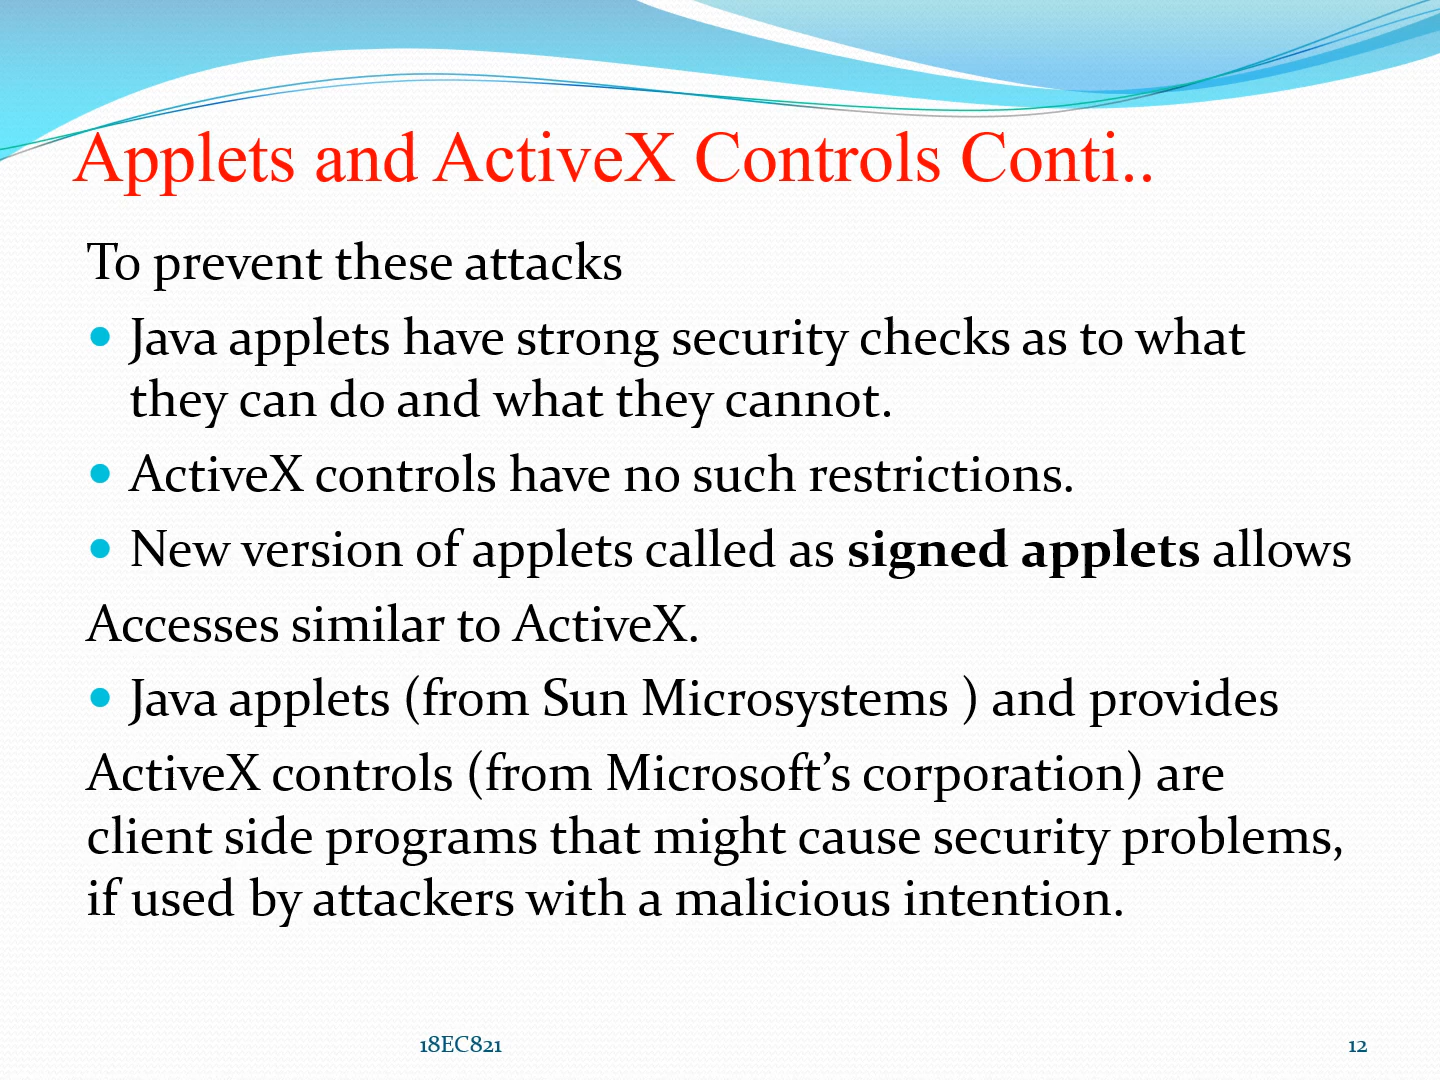 Applets and ActiveX Controls Conti..
To prevent these attacks
• Java applets have strong security checks as to what
they can do and what they cannot.
• ActiveX controls have no such restrictions.
• New version of applets called as signed applets allows
Accesses similar to ActiveX.
• Java applets (from Sun Microsystems ) and provides
ActiveX controls (from Microsoft’s corporation) are
client side programs that might cause security problems,
if used by attackers with a malicious intention.
18EC821
12